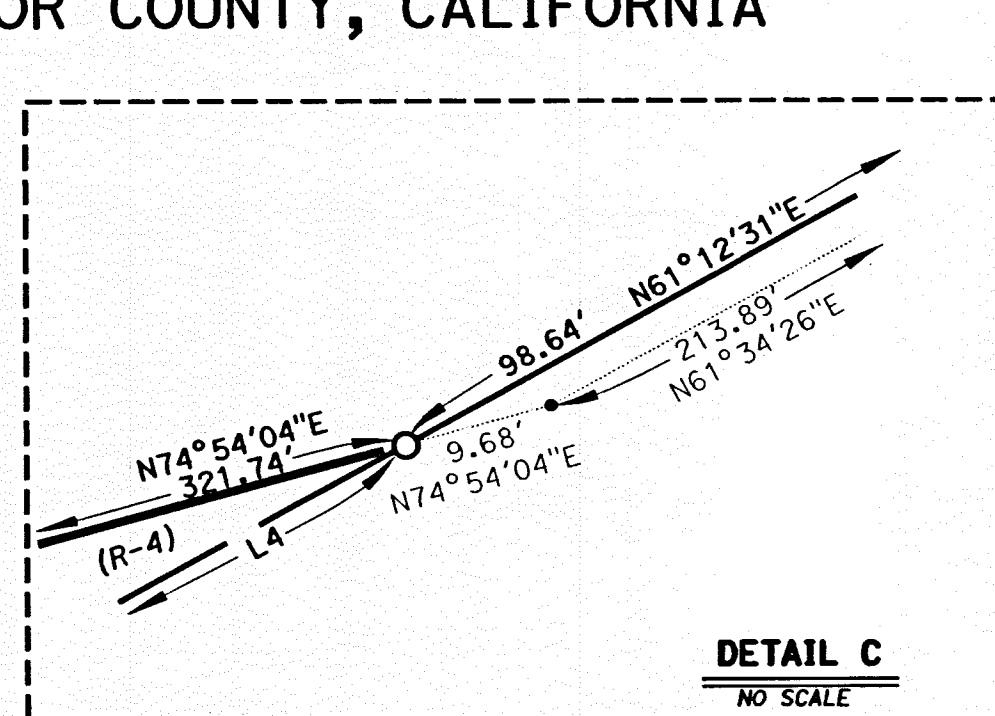 OR COUNTY, CALIFORNIA
N61°12'31"E
98.64'
213.89'
N61°34'26"E
N74°54'04"E
321.74'
9.68'
N74°54'04"E
(R-4)
L4
DETAIL C
NO SCALE